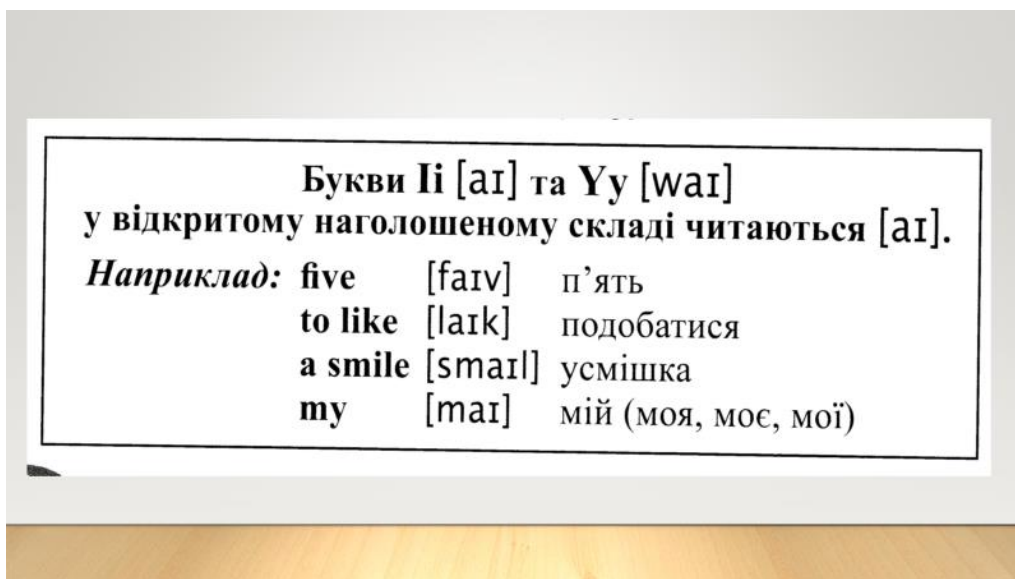 Букви Ii [aɪ] та Yy [waɪ]
у відкритому наголошеному складі читаються [aɪ].
Наприклад: five [faɪv] п’ять
to like [laɪk] подобатися
a smile [smaɪl] усмішка
my [maɪ] мій (моя, моє, мої)